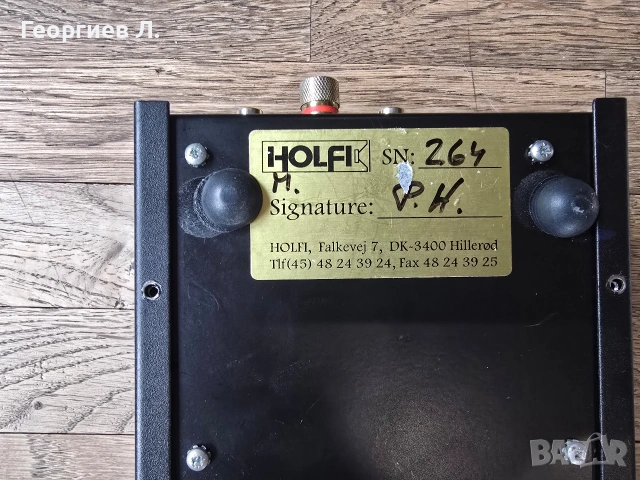 Георгиев Л.
HOLFI SN: 264
M.
Signature: P.H.
HOLFI, Falkevej 7, DK-3400 Hillerød
Tlf(45) 48 24 39 24, Fax 48 24 39 25
BAZAR